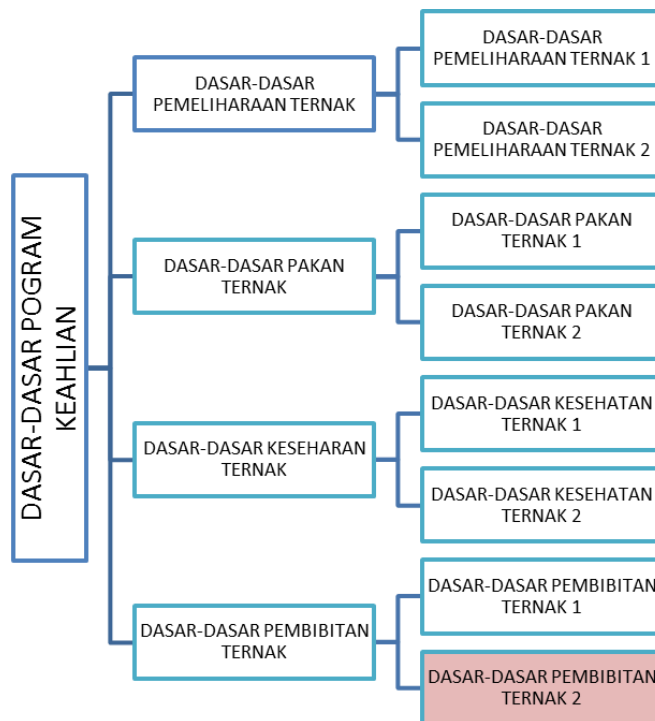 DASAR-DASAR POGRAM
KEAHLIAN
DASAR-DASAR
PEMELIHARAAN TERNAK
DASAR-DASAR
PEMELIHARAAN TERNAK 1
DASAR-DASAR
PEMELIHARAAN TERNAK 2
DASAR-DASAR PAKAN
TERNAK
DASAR-DASAR PAKAN
TERNAK 1
DASAR-DASAR PAKAN
TERNAK 2
DASAR-DASAR KESEHARAN
TERNAK
DASAR-DASAR KESEHATAN
TERNAK 1
DASAR-DASAR KESEHATAN
TERNAK 2
DASAR-DASAR PEMBIBITAN
TERNAK
DASAR-DASAR PEMBIBITAN
TERNAK 1
DASAR-DASAR PEMBIBITAN
TERNAK 2